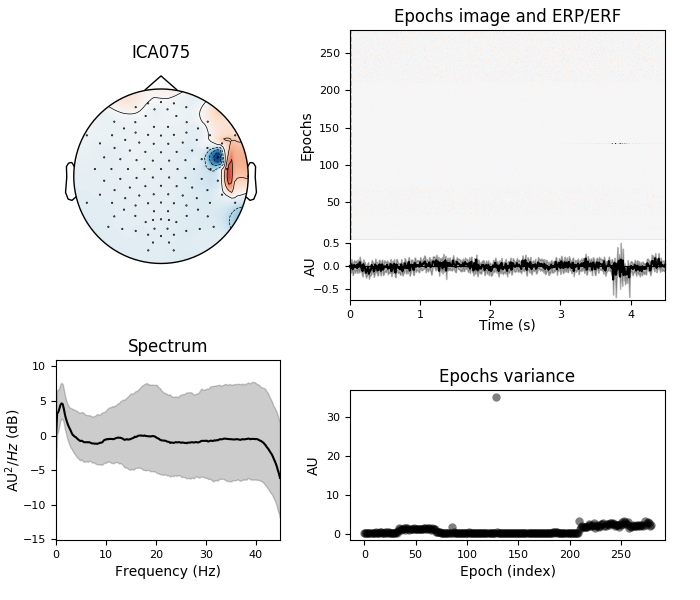 ICA075
Epochs image and ERP/ERF
Epochs
250
200
150
100
50
AU
0.5
0.0
−0.5
0 1 2 3 4
Time (s)
Spectrum
AU²/Hz (dB)
10
5
0
−5
−10
−15
0 10 20 30 40
Frequency (Hz)
Epochs variance
AU
30
20
10
0
0 50 100 150 200 250
Epoch (index)